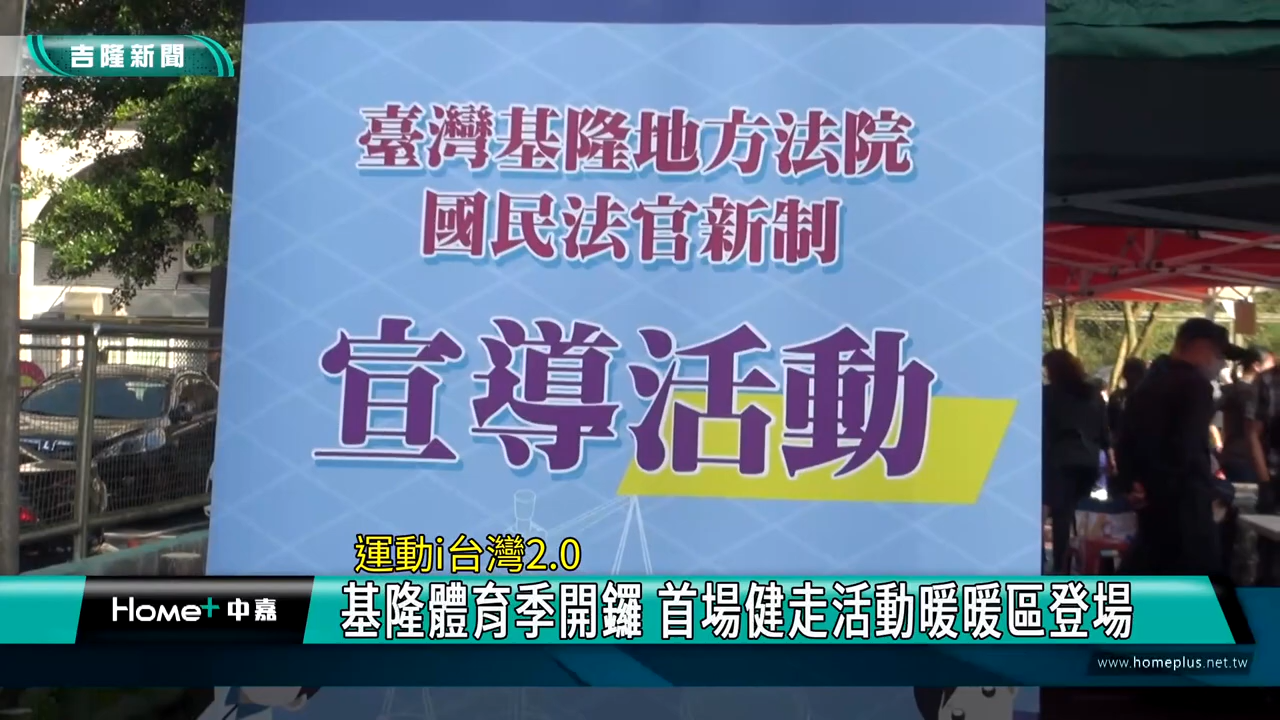 吉隆新聞
臺灣基隆地方法院
國民法官新制
宣導活動
運動i台灣2.0
Home+ 中嘉
基隆體育季開鑼 首場健走活動暖暖區登場
www.homeplus.net.tw